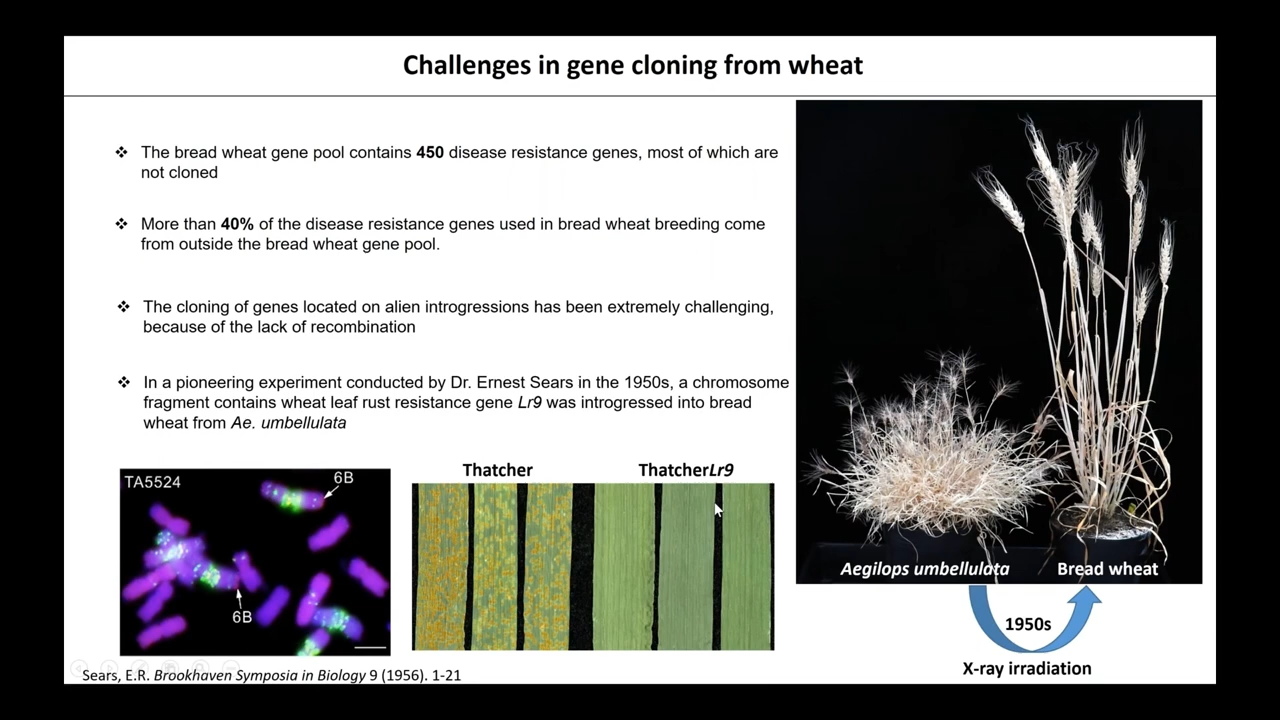 Challenges in gene cloning from wheat
❖ The bread wheat gene pool contains 450 disease resistance genes, most of which are
not cloned
❖ More than 40% of the disease resistance genes used in bread wheat breeding come
from outside the bread wheat gene pool.
❖ The cloning of genes located on alien introgressions has been extremely challenging,
because of the lack of recombination
❖ In a pioneering experiment conducted by Dr. Ernest Sears in the 1950s, a chromosome
fragment contains wheat leaf rust resistance gene Lr9 was introgressed into bread
wheat from Ae. umbellulata
TA5524
6B
6B
Thatcher
ThatcherLr9
Aegilops umbellulata
Bread wheat
1950s
X-ray irradiation
Sears, E.R. Brookhaven Symposia in Biology 9 (1956). 1-21